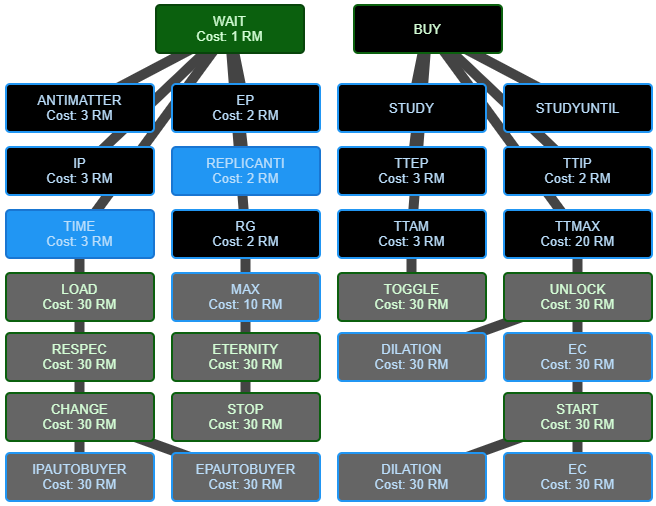 WAIT
Cost: 1 RM
BUY
ANTIMATTER
Cost: 3 RM
EP
Cost: 2 RM
STUDY
STUDYUNTIL
IP
Cost: 3 RM
REPLICANTI
Cost: 2 RM
TTEP
Cost: 3 RM
TTIP
Cost: 2 RM
TIME
Cost: 3 RM
RG
Cost: 2 RM
TTAM
Cost: 3 RM
TTMAX
Cost: 20 RM
LOAD
Cost: 30 RM
MAX
Cost: 10 RM
TOGGLE
Cost: 30 RM
UNLOCK
Cost: 30 RM
RESPEC
Cost: 30 RM
ETERNITY
Cost: 30 RM
DILATION
Cost: 30 RM
EC
Cost: 30 RM
CHANGE
Cost: 30 RM
STOP
Cost: 30 RM
START
Cost: 30 RM
IPAUTOBUYER
Cost: 30 RM
EPAUTOBUYER
Cost: 30 RM
DILATION
Cost: 30 RM
EC
Cost: 30 RM